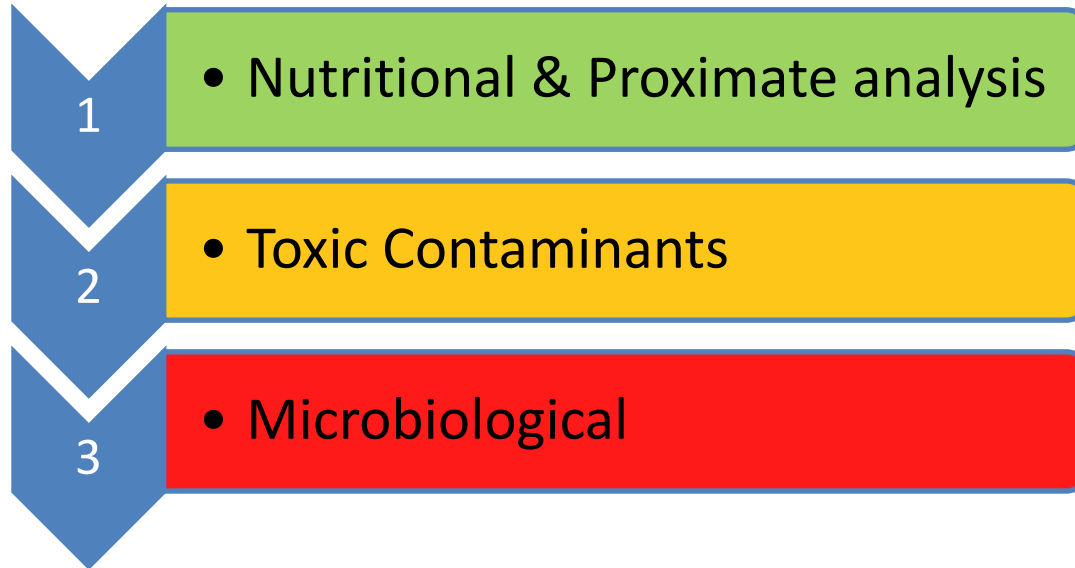 1
• Nutritional & Proximate analysis
2
• Toxic Contaminants
3
• Microbiological